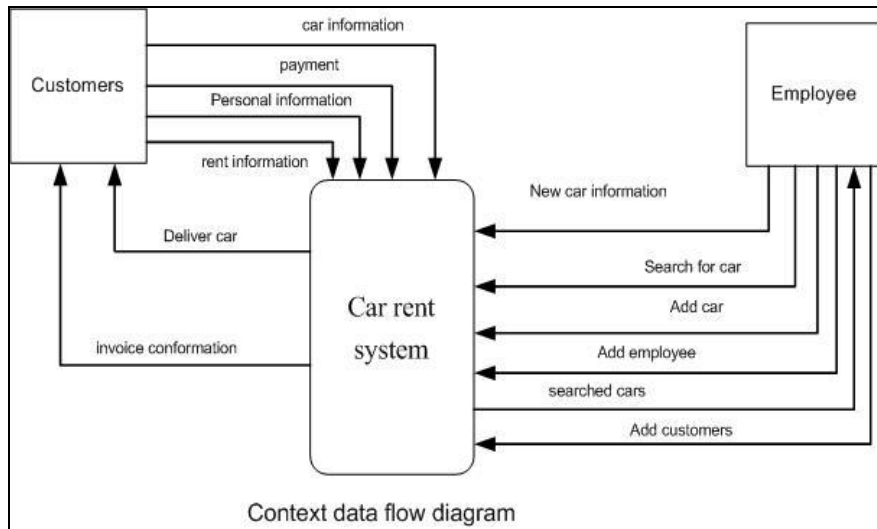 car information
payment
Customers
Personal information
rent information
Employee
New car information
Deliver car
Search for car
Car rent
system
Add car
invoice conformation
Add employee
searched cars
Add customers
Context data flow diagram